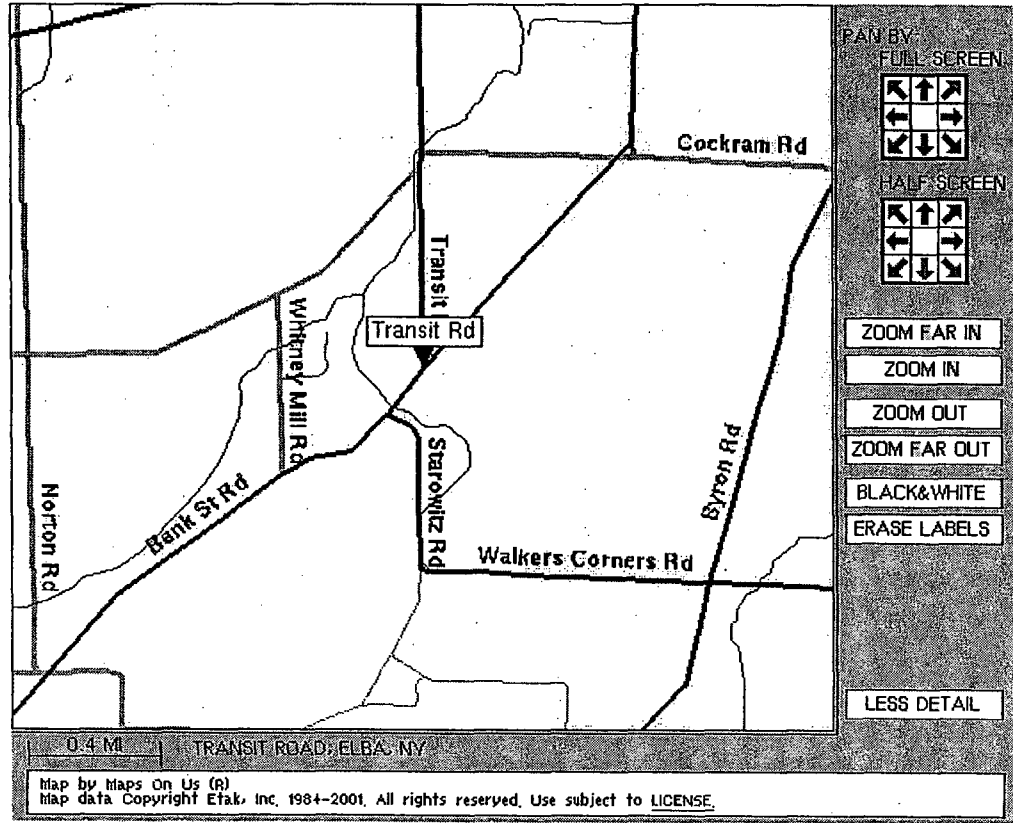 PAN BY:
FULL SCREEN
Cockram Rd
HALF SCREEN
Transit
Whitney Mill Rd
Transit Rd
ZOOM FAR IN
ZOOM IN
ZOOM OUT
ZOOM FAR OUT
BLACK&WHITE
ERASE LABELS
Starowitz Rd
Byron Rd
Norton Rd
Bank St Rd
Walkers Corners Rd
LESS DETAIL
0.4 MI
TRANSIT ROAD, ELBA, NY
Map by Maps On Us (R)
Map data Copyright Etak, Inc. 1984-2001. All rights reserved. Use subject to LICENSE.